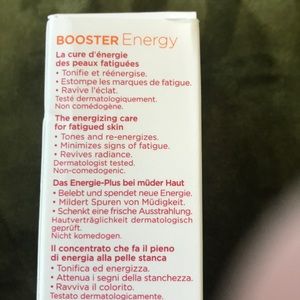 BOOSTER Energy
La cure d'énergie
des peaux fatiguées
• Tonifie et réénergise.
• Estompe les marques de fatigue.
• Ravive l'éclat.
Testé dermatologiquement.
Non comédogène.
The energizing care
for fatigued skin
• Tones and re-energizes.
• Minimizes signs of fatigue.
• Revives radiance.
Dermatologist tested.
Non-comedogenic.
Das Energie-Plus bei müder Haut
• Belebt und spendet neue Energie.
• Mildert Spuren von Müdigkeit.
• Schenkt eine frische Ausstrahlung.
Hautverträglichkeit dermatologisch
geprüft.
Nicht komedogen.
Il concentrato che fa il pieno
di energia alla pelle stanca
• Tonifica ed energizza.
• Attenua i segni della stanchezza.
• Ravviva il colorito.
Testato dermatologicamente.